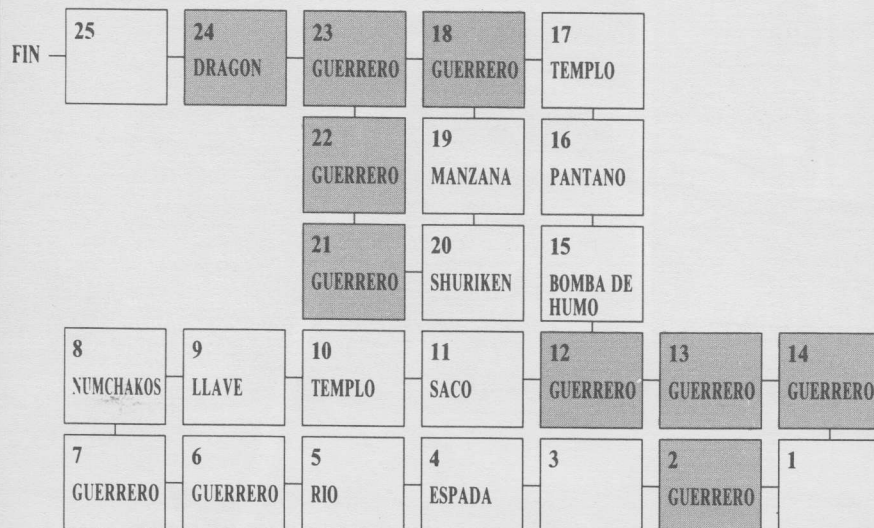 FIN
25
24
DRAGON
23
GUERRERO
18
GUERRERO
17
TEMPLO
22
GUERRERO
19
MANZANA
16
PANTANO
21
GUERRERO
20
SHURIKEN
15
BOMBA DE
HUMO
8
NUMCHAKOS
9
LLAVE
10
TEMPLO
11
SACO
12
GUERRERO
13
GUERRERO
14
GUERRERO
7
GUERRERO
6
GUERRERO
5
RIO
4
ESPADA
3
2
GUERRERO
1